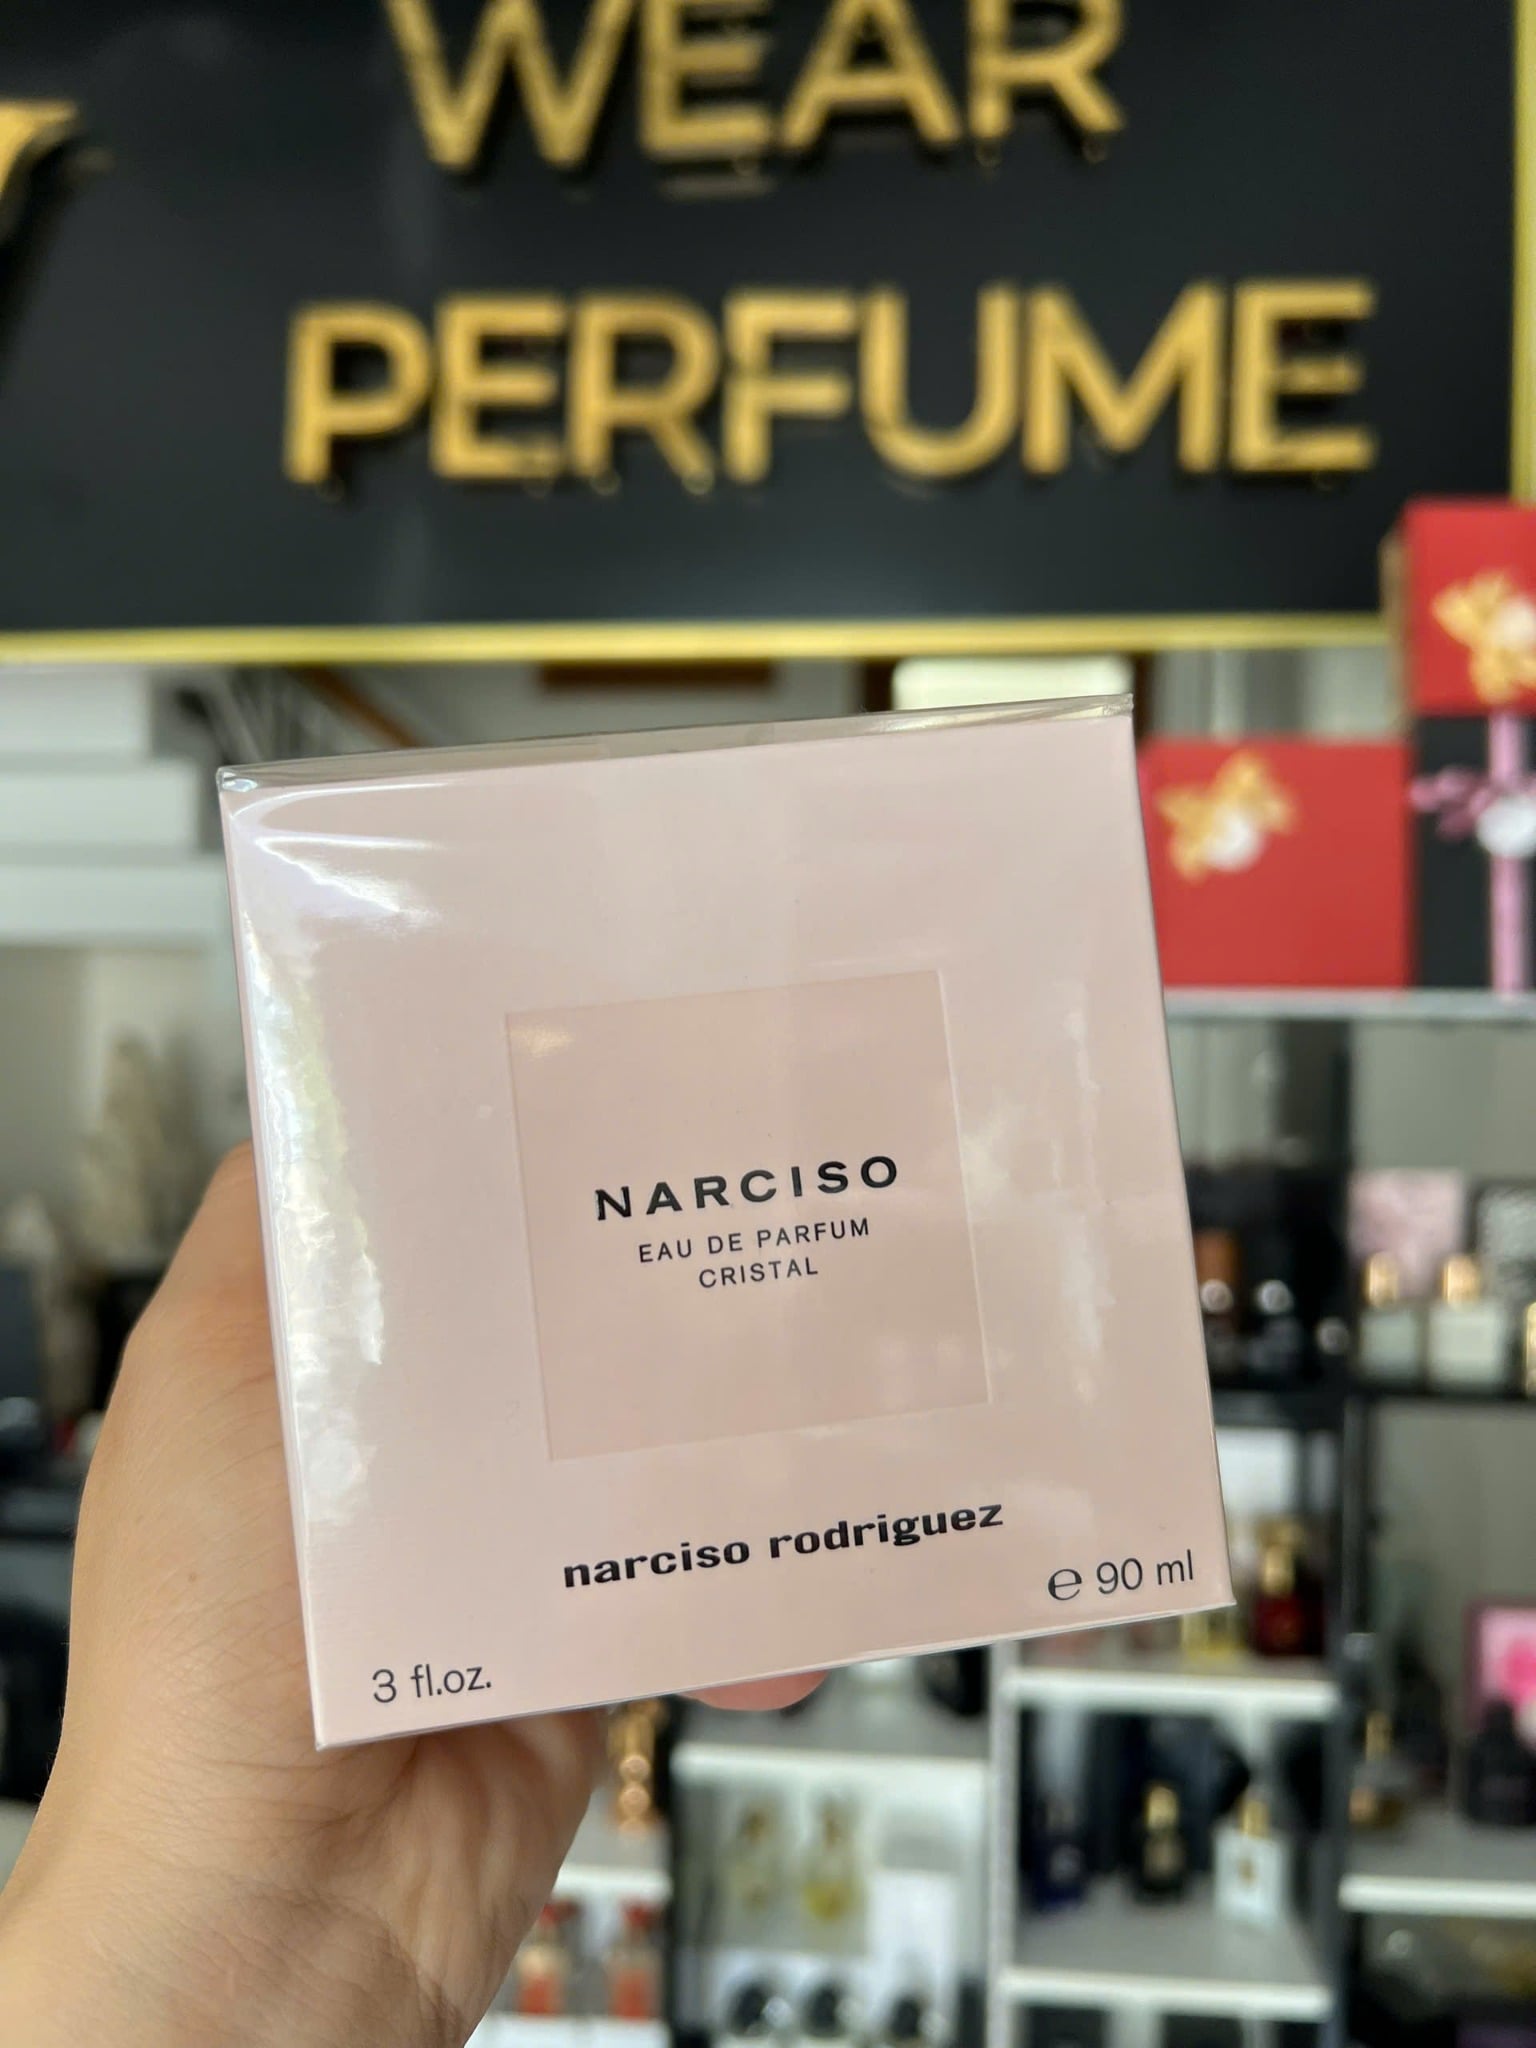 WEAR
PERFUME
NARCISO
EAU DE PARFUM
CRISTAL
narciso rodriguez
℮ 90 ml
3 fl.oz.